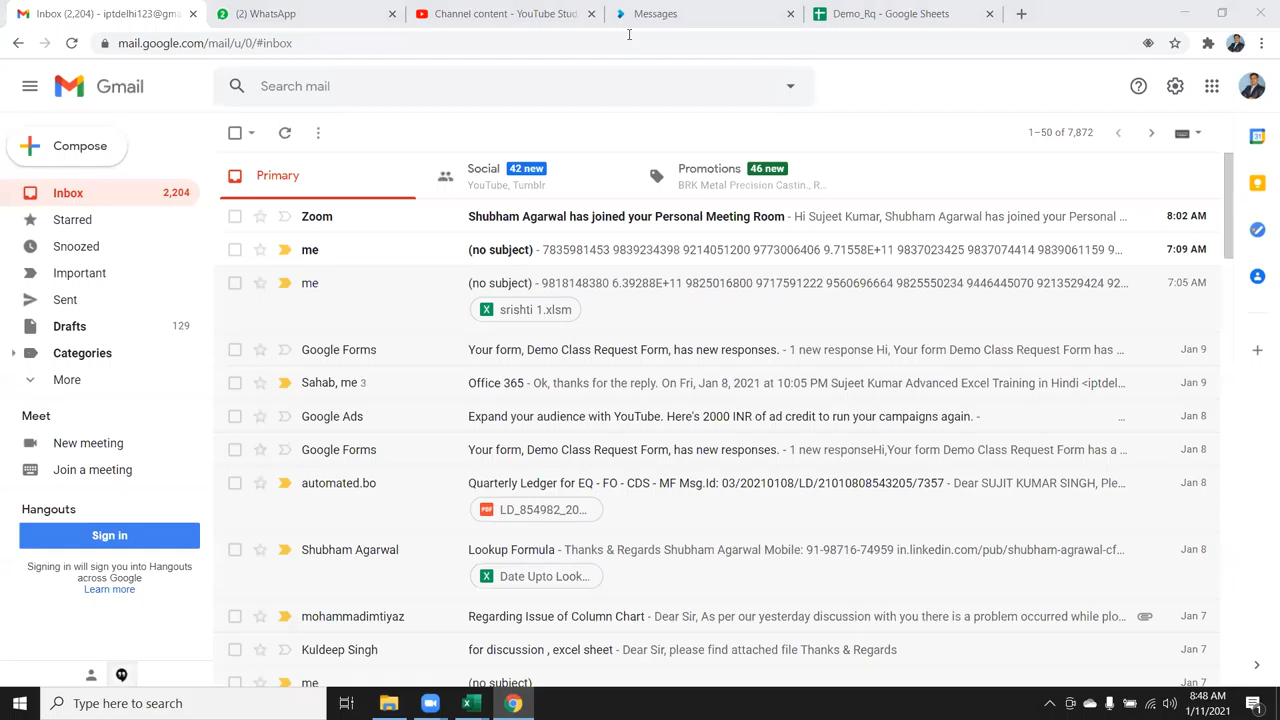 Inbox (2,204) - iptdelhi123@gma
(2) WhatsApp
Channel content - YouTube Stud
Messages
Demo_Rq - Google Sheets
mail.google.com/mail/u/0/#inbox
Gmail
Search mail
Compose
1–50 of 7,872
Primary
Social 42 new
YouTube, Tumblr
Promotions 46 new
BRK Metal Precision Castin., R...
Inbox 2,204
Starred
Snoozed
Important
Sent
Drafts 129
Categories
More
Meet
New meeting
Join a meeting
Hangouts
Sign in
Signing in will sign you into Hangouts
across Google
Learn more
Zoom Shubham Agarwal has joined your Personal Meeting Room - Hi Sujeet Kumar, Shubham Agarwal has joined your Personal ... 8:02 AM
me (no subject) - 7835981453 9839234398 9214051200 9773006406 9.71558E+11 9837023425 9837074414 9839061159 9... 7:09 AM
me (no subject) - 9818148380 6.39288E+11 9825016800 9717591222 9560696664 9825550234 9446445070 9213529424 92... 7:05 AM
srishti 1.xlsm
Google Forms Your form, Demo Class Request Form, has new responses. - 1 new response Hi, Your form Demo Class Request Form has ... Jan 9
Sahab, me 3 Office 365 - Ok, thanks for the reply. On Fri, Jan 8, 2021 at 10:05 PM Sujeet Kumar Advanced Excel Training in Hindi <iptdel... Jan 9
Google Ads Expand your audience with YouTube. Here's 2000 INR of ad credit to run your campaigns again. - ... Jan 8
Google Forms Your form, Demo Class Request Form, has new responses. - 1 new responseHi,Your form Demo Class Request Form has a ... Jan 8
automated.bo Quarterly Ledger for EQ - FO - CDS - MF Msg.Id: 03/20210108/LD/21010808543205/7357 - Dear SUJIT KUMAR SINGH, Ple... Jan 8
LD_854982_20...
Shubham Agarwal Lookup Formula - Thanks & Regards Shubham Agarwal Mobile: 91-98716-74959 in.linkedin.com/pub/shubham-agrawal-cf... Jan 8
Date Upto Look...
mohammadimtiyaz Regarding Issue of Column Chart - Dear Sir, As per our yesterday discussion with you there is a problem occurred while plo... Jan 7
Kuldeep Singh for discussion , excel sheet - Dear Sir, please find attached file Thanks & Regards Jan 7
me (no subject) Jan 7
Type here to search
8:48 AM
1/11/2021